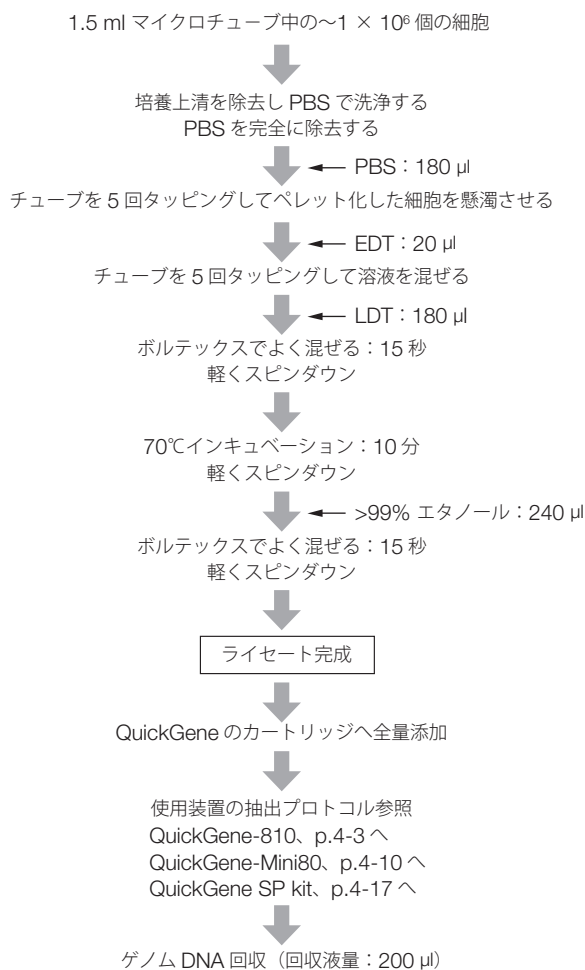 1.5 ml マイクロチューブ中の～1 × 10⁶ 個の細胞
培養上清を除去し PBS で洗浄する
PBS を完全に除去する
PBS：180 µl
チューブを 5 回タッピングしてペレット化した細胞を懸濁させる
EDT：20 µl
チューブを 5 回タッピングして溶液を混ぜる
LDT：180 µl
ボルテックスでよく混ぜる：15 秒
軽くスピンダウン
70℃インキュベーション：10 分
軽くスピンダウン
>99% エタノール：240 µl
ボルテックスでよく混ぜる：15 秒
軽くスピンダウン
ライセート完成
QuickGene のカートリッジへ全量添加
使用装置の抽出プロトコル参照
QuickGene-810、p.4-3 へ
QuickGene-Mini80、p.4-10 へ
QuickGene SP kit、p.4-17 へ
ゲノム DNA 回収（回収液量：200 µl）